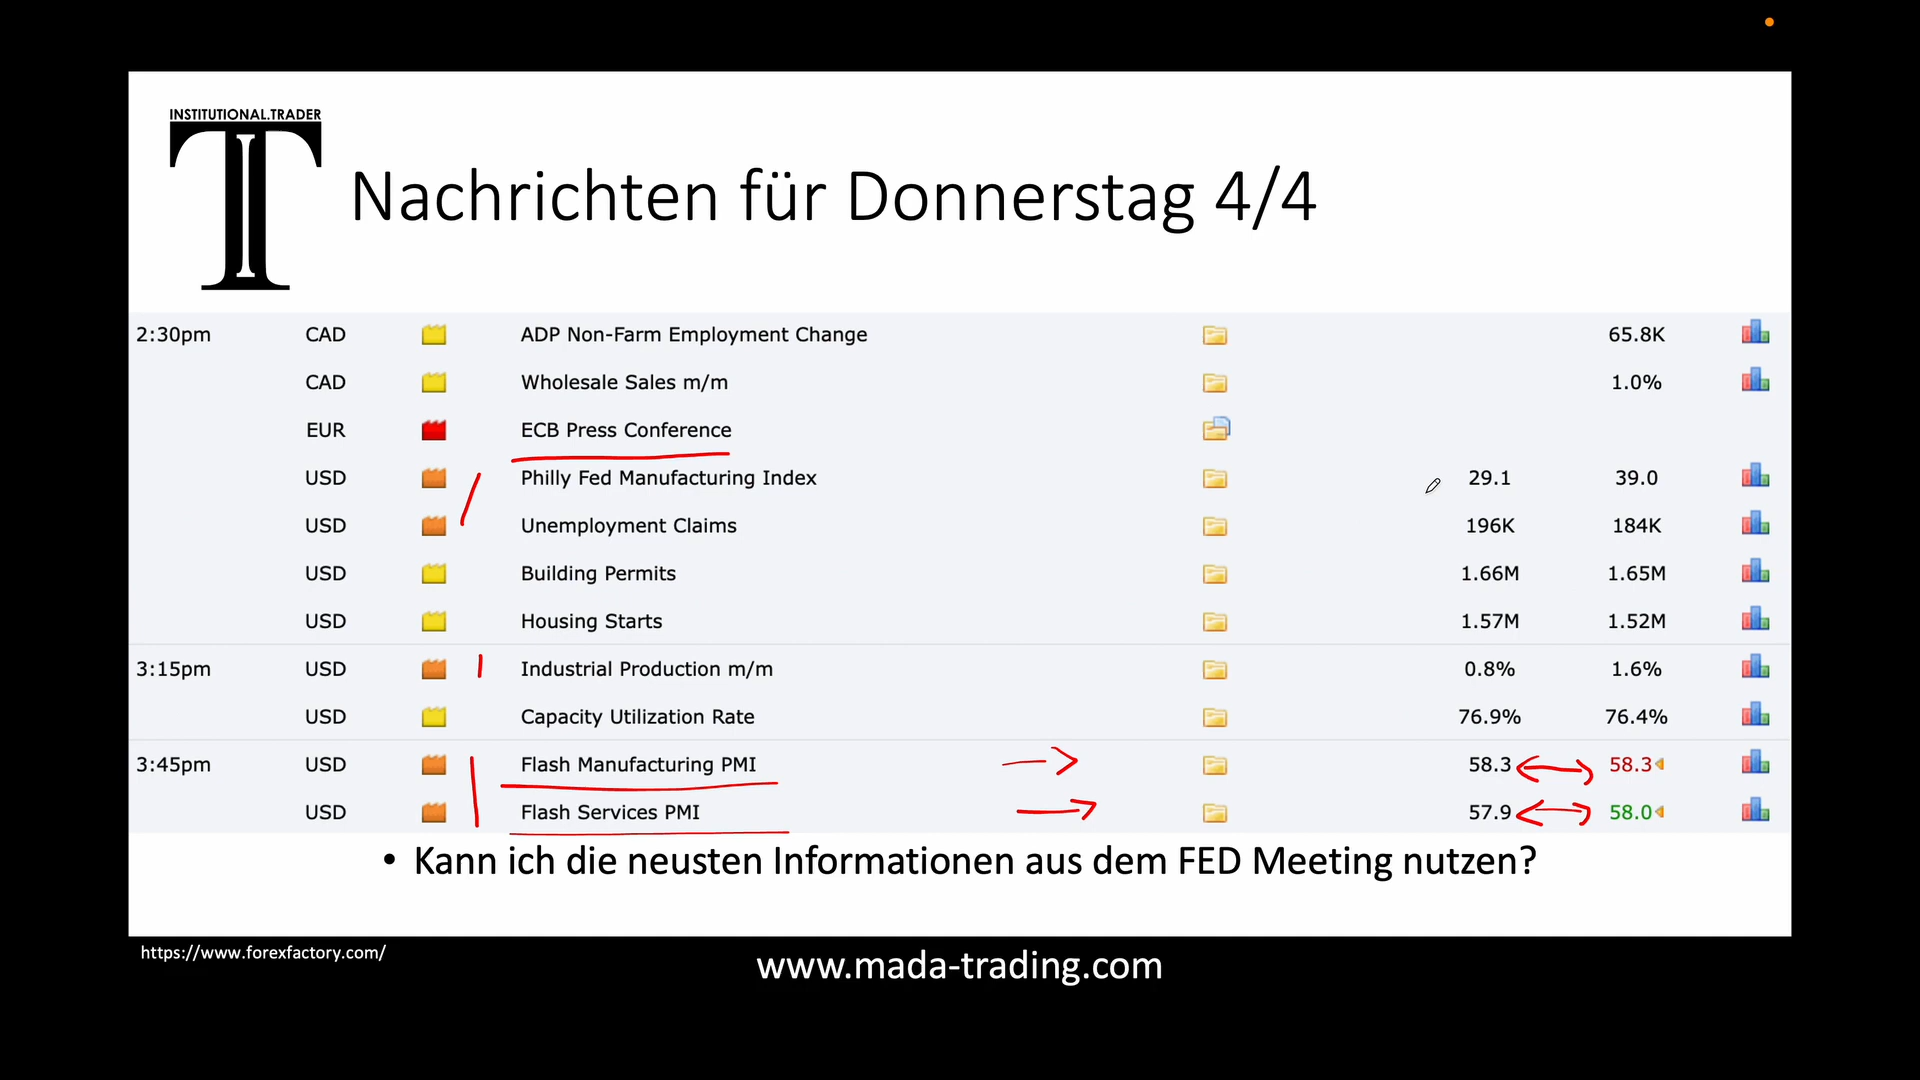 INSTITUTIONAL.TRADER
Nachrichten für Donnerstag 4/4
2:30pm CAD ADP Non-Farm Employment Change 65.8K
CAD Wholesale Sales m/m 1.0%
EUR ECB Press Conference
USD Philly Fed Manufacturing Index 29.1 39.0
USD Unemployment Claims 196K 184K
USD Building Permits 1.66M 1.65M
USD Housing Starts 1.57M 1.52M
3:15pm USD Industrial Production m/m 0.8% 1.6%
USD Capacity Utilization Rate 76.9% 76.4%
3:45pm USD Flash Manufacturing PMI 58.3 58.3
USD Flash Services PMI 57.9 58.0
• Kann ich die neusten Informationen aus dem FED Meeting nutzen?
https://www.forexfactory.com/
www.mada-trading.com